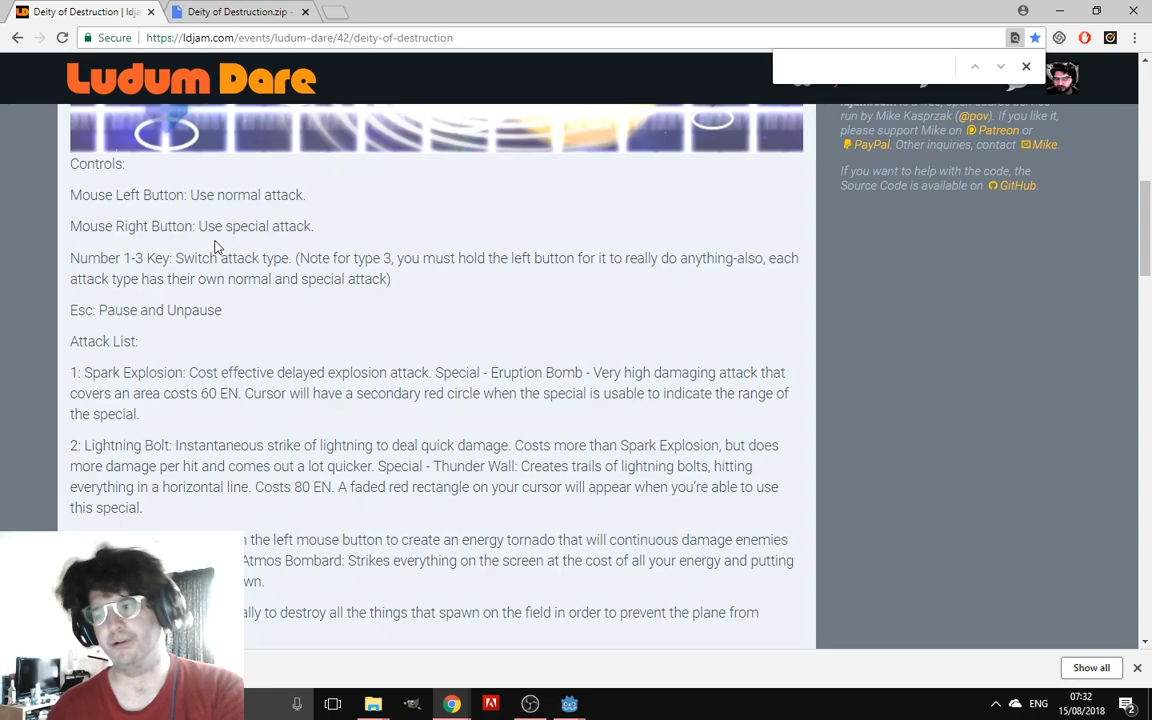 Deity of Destruction | ldj
Deity of Destruction.zip -
Secure
https://ldjam.com/events/ludum-dare/42/deity-of-destruction
LUDUM DARE
run by Mike Kasprzak (@pov). If you like it,
please support Mike on Patreon or
PayPal. Other inquiries, contact Mike.
If you want to help with the code, the
Source Code is available on GitHub.
Controls:
Mouse Left Button: Use normal attack.
Mouse Right Button: Use special attack.
Number 1-3 Key: Switch attack type. (Note for type 3, you must hold the left button for it to really do anything-also, each
attack type has their own normal and special attack)
Esc: Pause and Unpause
Attack List:
1: Spark Explosion: Cost effective delayed explosion attack. Special - Eruption Bomb - Very high damaging attack that
covers an area costs 60 EN. Cursor will have a secondary red circle when the special is usable to indicate the range of
the special.
2: Lightning Bolt: Instantaneous strike of lightning to deal quick damage. Costs more than Spark Explosion, but does
more damage per hit and comes out a lot quicker. Special - Thunder Wall: Creates trails of lightning bolts, hitting
everything in a horizontal line. Costs 80 EN. A faded red rectangle on your cursor will appear when you're able to use
this special.
the left mouse button to create an energy tornado that will continuous damage enemies
Atmos Bombard: Strikes everything on the screen at the cost of all your energy and putting
wn.
ally to destroy all the things that spawn on the field in order to prevent the plane from
Show all
ENG
07:32
15/08/2018
2